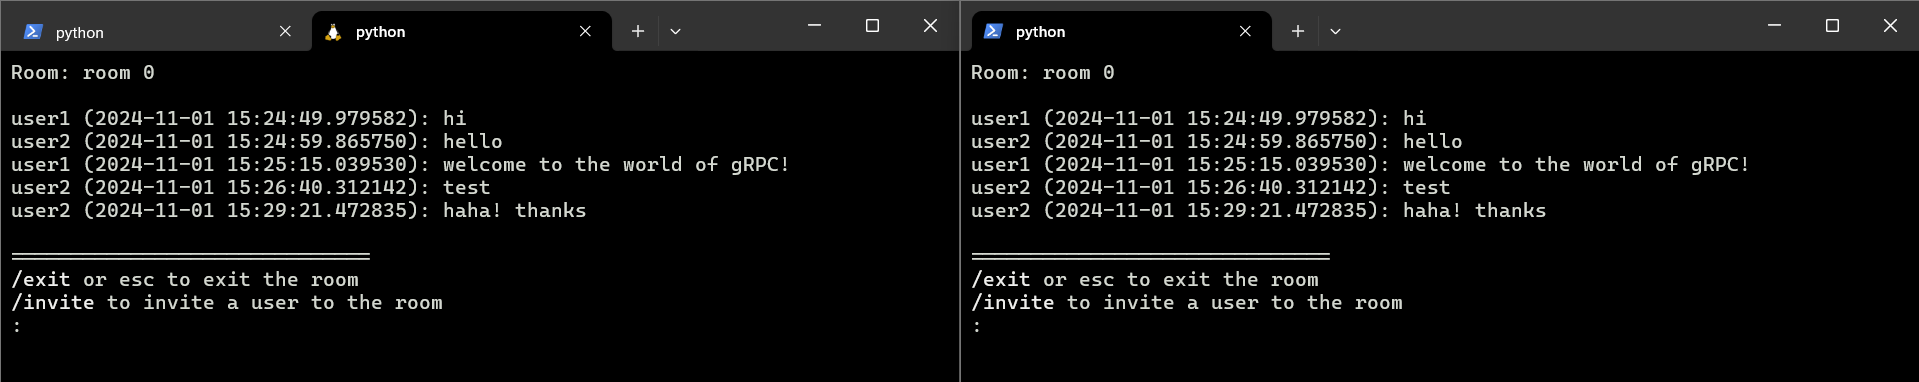 python
python
Room: room 0
user1 (2024-11-01 15:24:49.979582): hi
user2 (2024-11-01 15:24:59.865750): hello
user1 (2024-11-01 15:25:15.039530): welcome to the world of gRPC!
user2 (2024-11-01 15:26:40.312142): test
user2 (2024-11-01 15:29:21.472835): haha! thanks
==============================
/exit or esc to exit the room
/invite to invite a user to the room
:
python
Room: room 0
user1 (2024-11-01 15:24:49.979582): hi
user2 (2024-11-01 15:24:59.865750): hello
user1 (2024-11-01 15:25:15.039530): welcome to the world of gRPC!
user2 (2024-11-01 15:26:40.312142): test
user2 (2024-11-01 15:29:21.472835): haha! thanks
==============================
/exit or esc to exit the room
/invite to invite a user to the room
: